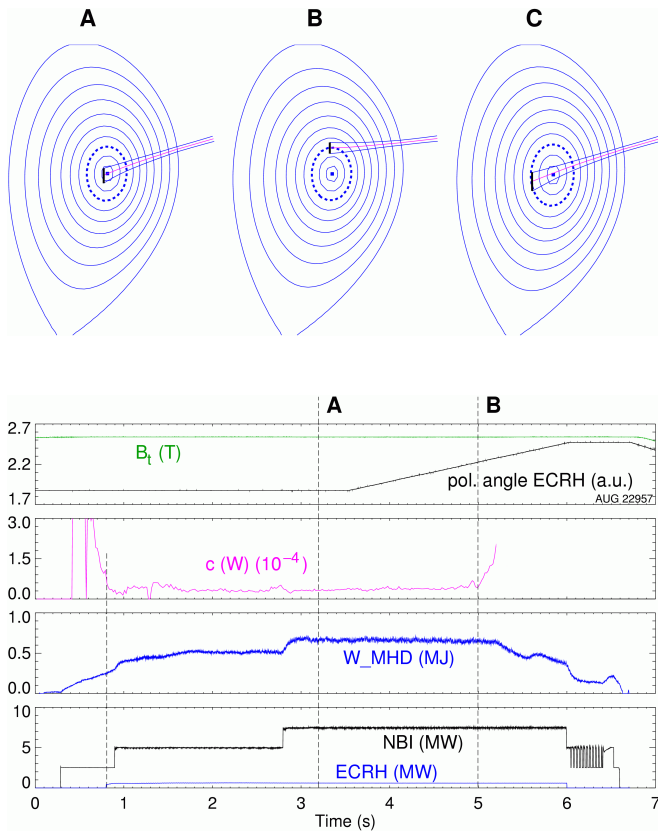 A B C
A B
2.7
2.2
1.7
B_t (T)
pol. angle ECRH (a.u.)
AUG 22957
3.0
1.5
0.0
c (W) (10^{-4})
1.0
0.5
0.0
W_MHD (MJ)
10
5
0
NBI (MW)
ECRH (MW)
0 1 2 3 4 5 6 7
Time (s)